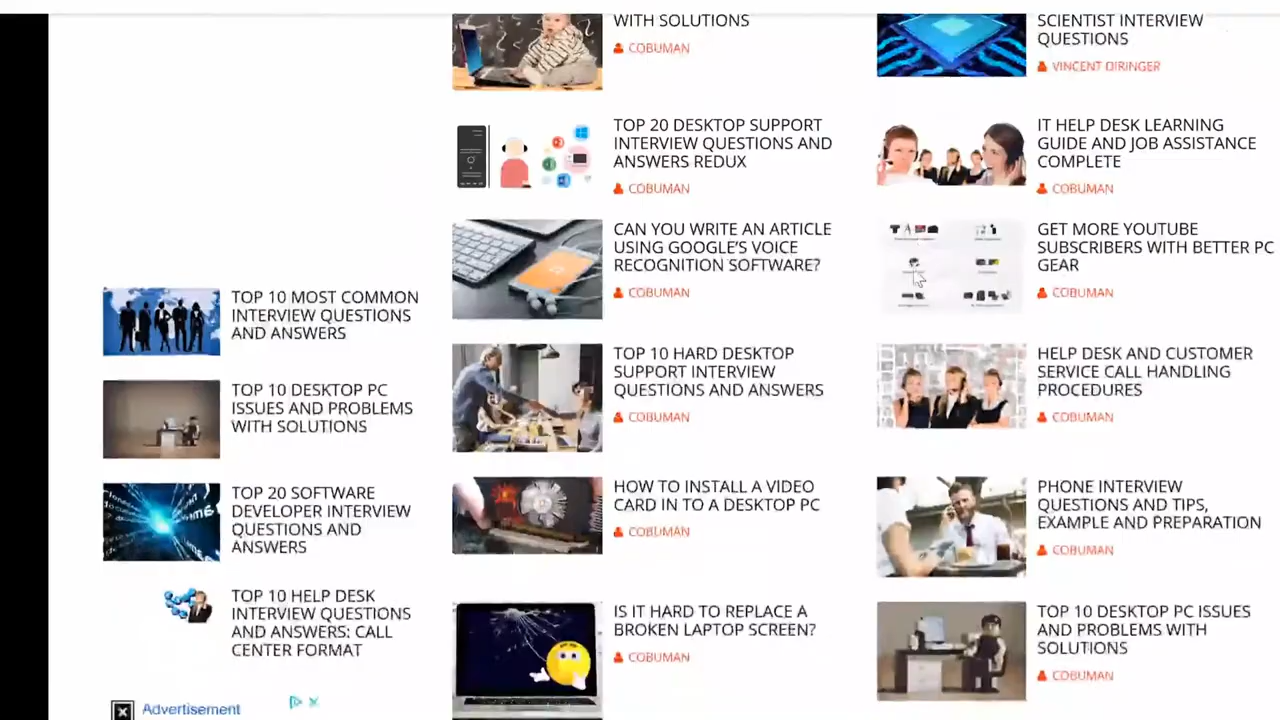 TOP 10 MOST COMMON
INTERVIEW QUESTIONS
AND ANSWERS
TOP 10 DESKTOP PC
ISSUES AND PROBLEMS
WITH SOLUTIONS
TOP 20 SOFTWARE
DEVELOPER INTERVIEW
QUESTIONS AND
ANSWERS
TOP 10 HELP DESK
INTERVIEW QUESTIONS
AND ANSWERS: CALL
CENTER FORMAT
Advertisement
WITH SOLUTIONS
COBUMAN
TOP 20 DESKTOP SUPPORT
INTERVIEW QUESTIONS AND
ANSWERS REDUX
COBUMAN
CAN YOU WRITE AN ARTICLE
USING GOOGLE'S VOICE
RECOGNITION SOFTWARE?
COBUMAN
TOP 10 HARD DESKTOP
SUPPORT INTERVIEW
QUESTIONS AND ANSWERS
COBUMAN
HOW TO INSTALL A VIDEO
CARD IN TO A DESKTOP PC
COBUMAN
IS IT HARD TO REPLACE A
BROKEN LAPTOP SCREEN?
COBUMAN
SCIENTIST INTERVIEW
QUESTIONS
VINCENT DIRINGER
IT HELP DESK LEARNING
GUIDE AND JOB ASSISTANCE
COMPLETE
COBUMAN
GET MORE YOUTUBE
SUBSCRIBERS WITH BETTER PC
GEAR
COBUMAN
HELP DESK AND CUSTOMER
SERVICE CALL HANDLING
PROCEDURES
COBUMAN
PHONE INTERVIEW
QUESTIONS AND TIPS,
EXAMPLE AND PREPARATION
COBUMAN
TOP 10 DESKTOP PC ISSUES
AND PROBLEMS WITH
SOLUTIONS
COBUMAN